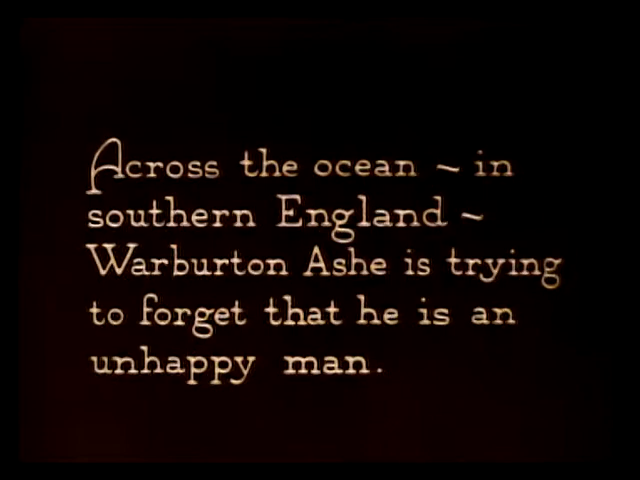 Across the ocean ~ in
southern England ~
Warburton Ashe is trying
to forget that he is an
unhappy man.